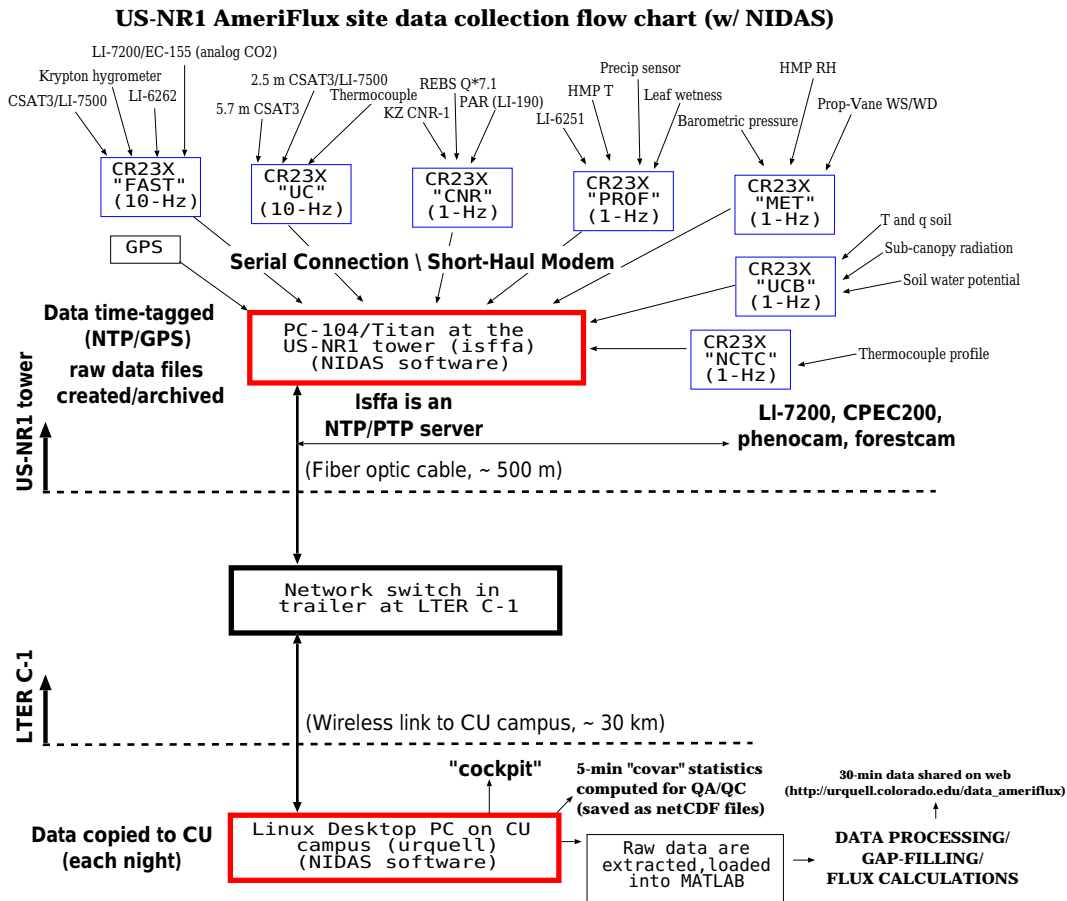 US-NR1 AmeriFlux site data collection flow chart (w/ NIDAS)
LI-7200/EC-155 (analog CO2)
Krypton hygrometer
LI-6262
CSAT3/LI-7500
2.5 m CSAT3/LI-7500
Thermocouple
5.7 m CSAT3
REBS Q*7.1
PAR (LI-190)
KZ CNR-1
Precip sensor
HMP T
Leaf wetness
LI-6251
HMP RH
Prop-Vane WS/WD
Barometric pressure
CR23X
"FAST"
(10-Hz)
CR23X
"UC"
(10-Hz)
CR23X
"CNR"
(1-Hz)
CR23X
"PROF"
(1-Hz)
CR23X
"MET"
(1-Hz)
GPS
Serial Connection \ Short-Haul Modem
T and q soil
Sub-canopy radiation
Soil water potential
CR23X
"UCB"
(1-Hz)
Data time-tagged
(NTP/GPS)
raw data files
created/archived
PC-104/Titan at the
US-NR1 tower (isffa)
(NIDAS software)
CR23X
"NCTC"
(1-Hz)
Thermocouple profile
US-NR1 tower
Isffa is an
NTP/PTP server
LI-7200, CPEC200,
phenocam, forestcam
(Fiber optic cable, ~ 500 m)
Network switch in
trailer at LTER C-1
LTER C-1
(Wireless link to CU campus, ~ 30 km)
"cockpit"
5-min "covar" statistics
computed for QA/QC
(saved as netCDF files)
30-min data shared on web
(http://urquell.colorado.edu/data_ameriflux)
Data copied to CU
(each night)
Linux Desktop PC on CU
campus (urquell)
(NIDAS software)
Raw data are
extracted,loaded
into MATLAB
DATA PROCESSING/
GAP-FILLING/
FLUX CALCULATIONS